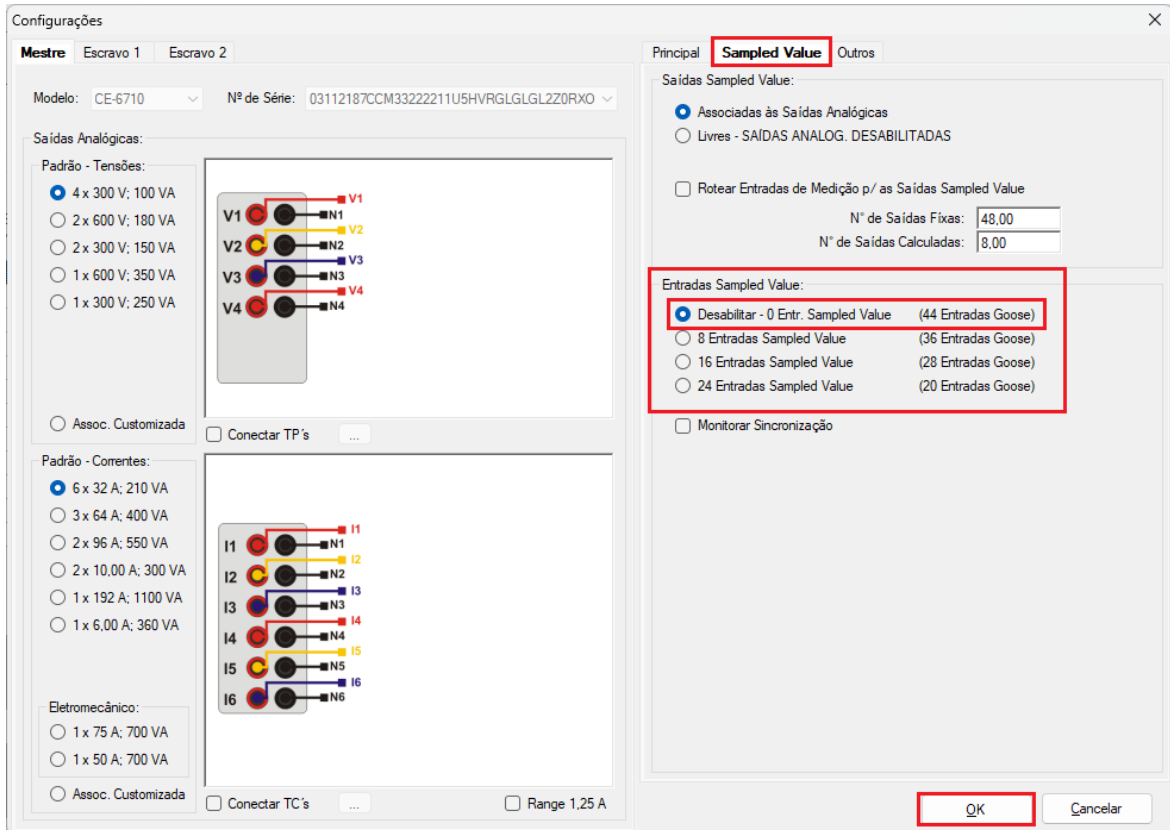 Configurações
Mestre Escravo 1 Escravo 2
Modelo: CE-6710 Nº de Série: 03112187CCM33222211U5HVRGLGLGL2Z0RXO
Saídas Analógicas:
Padrão - Tensões:
4 x 300 V; 100 VA
2 x 600 V; 180 VA
2 x 300 V; 150 VA
1 x 600 V; 350 VA
1 x 300 V; 250 VA
Assoc. Customizada
V1 V1
N1
V2 V2
N2
V3 V3
N3
V4 V4
N4
Conectar TP´s ...
Padrão - Correntes:
6 x 32 A; 210 VA
3 x 64 A; 400 VA
2 x 96 A; 550 VA
2 x 10,00 A; 300 VA
1 x 192 A; 1100 VA
1 x 6,00 A; 360 VA
Eletromecânico:
1 x 75 A; 700 VA
1 x 50 A; 700 VA
Assoc. Customizada
I1 I1
N1
I2 I2
N2
I3 I3
N3
I4 I4
N4
I5 I5
N5
I6 I6
N6
Conectar TC´s ... Range 1,25 A
Principal Sampled Value Outros
Saídas Sampled Value:
Associadas às Saídas Analógicas
Livres - SAÍDAS ANALOG. DESABILITADAS
Rotear Entradas de Medição p/ as Saídas Sampled Value
N° de Saídas Fíxas: 48,00
N° de Saídas Calculadas: 8,00
Entradas Sampled Value:
Desabilitar - 0 Entr. Sampled Value (44 Entradas Goose)
8 Entradas Sampled Value (36 Entradas Goose)
16 Entradas Sampled Value (28 Entradas Goose)
24 Entradas Sampled Value (20 Entradas Goose)
Monitorar Sincronização
OK Cancelar